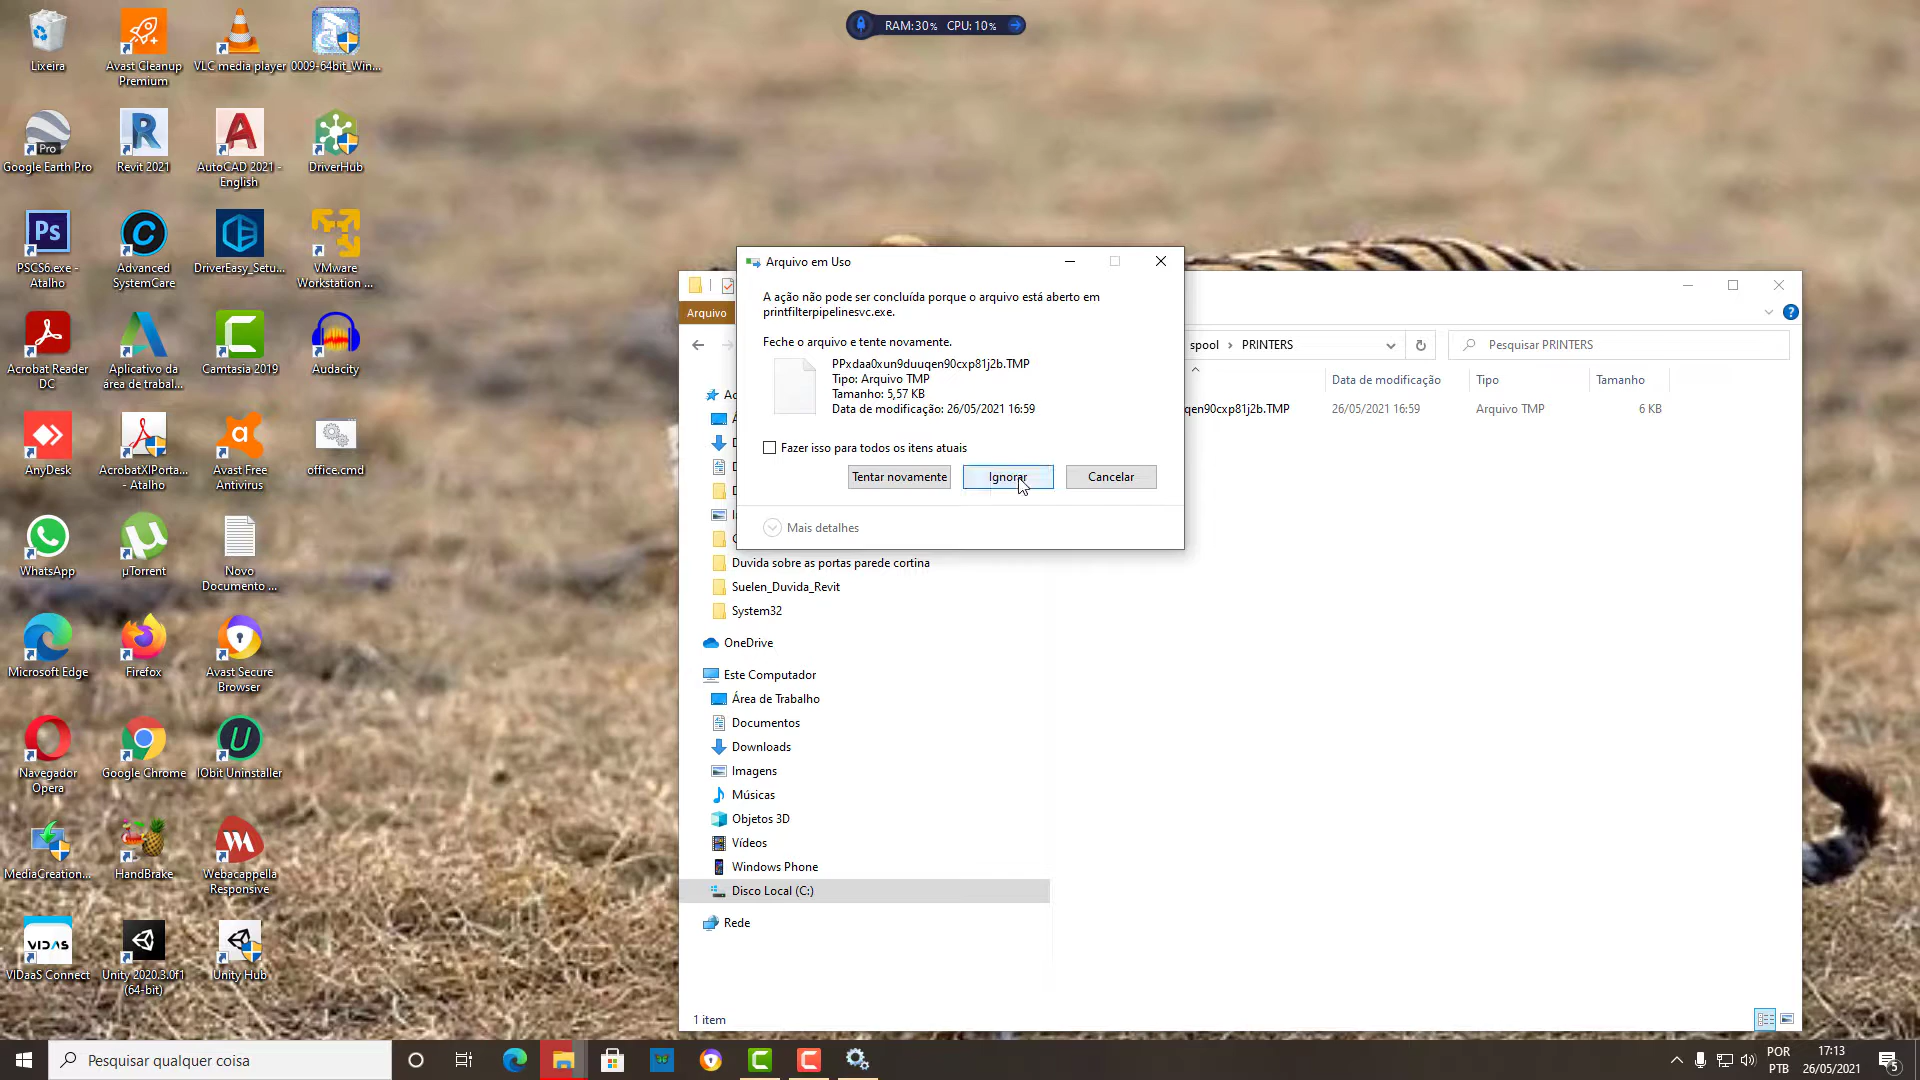 RAM:30% CPU:10%
Lixeira
Avast Cleanup
Premium
VLC media player
0009-64bit_Win...
Pro
Google Earth Pro
Revit 2021
AutoCAD 2021 -
English
DriverHub
PSCS6.exe -
Atalho
Advanced
SystemCare
DriverEasy_Setu...
VMware
Workstation ...
Acrobat Reader
DC
Aplicativo da
área de trabal...
Camtasia 2019
Audacity
AnyDesk
AcrobatXIPorta...
- Atalho
Avast Free
Antivirus
office.cmd
WhatsApp
µTorrent
Novo
Documento ...
Microsoft Edge
Firefox
Avast Secure
Browser
Navegador
Opera
Google Chrome
IObit Uninstaller
MediaCreation...
HandBrake
Webacappella
Responsive
VIDAS
VIDaaS Connect
Unity 2020.3.0f1
(64-bit)
Unity Hub
Arquivo em Uso
A ação não pode ser concluída porque o arquivo está aberto em
printfilterpipelinesvc.exe.
Feche o arquivo e tente novamente.
PPxdaa0xun9duuqen90cxp81j2b.TMP
Tipo: Arquivo TMP
Tamanho: 5,57 KB
Data de modificação: 26/05/2021 16:59
Fazer isso para todos os itens atuais
Tentar novamente
Ignorar
Cancelar
Mais detalhes
Arquivo
spool › PRINTERS
Pesquisar PRINTERS
Data de modificação
Tipo
Tamanho
qen90cxp81j2b.TMP
26/05/2021 16:59
Arquivo TMP
6 KB
Duvida sobre as portas parede cortina
Suelen_Duvida_Revit
System32
OneDrive
Este Computador
Área de Trabalho
Documentos
Downloads
Imagens
Músicas
Objetos 3D
Vídeos
Windows Phone
Disco Local (C:)
Rede
1 item
Pesquisar qualquer coisa
POR
PTB
17:13
26/05/2021
5